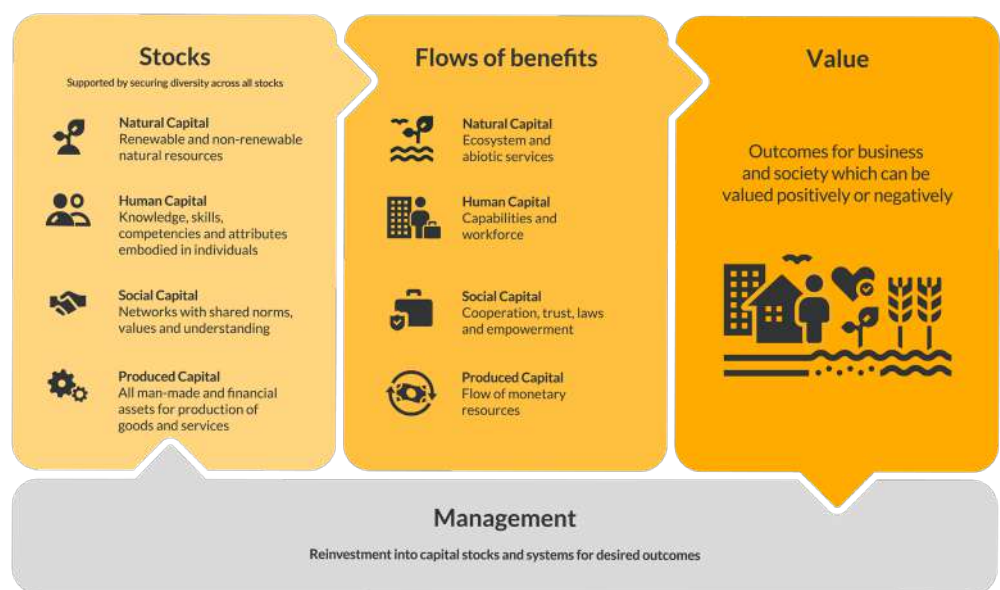 Stocks
Supported by securing diversity across all stocks
Natural Capital
Renewable and non-renewable
natural resources
Human Capital
Knowledge, skills,
competencies and attributes
embodied in individuals
Social Capital
Networks with shared norms,
values and understanding
Produced Capital
All man-made and financial
assets for production of
goods and services
Flows of benefits
Natural Capital
Ecosystem and
abiotic services
Human Capital
Capabilities and
workforce
Social Capital
Cooperation, trust, laws
and empowerment
Produced Capital
Flow of monetary
resources
Value
Outcomes for business
and society which can be
valued positively or negatively
Management
Reinvestment into capital stocks and systems for desired outcomes